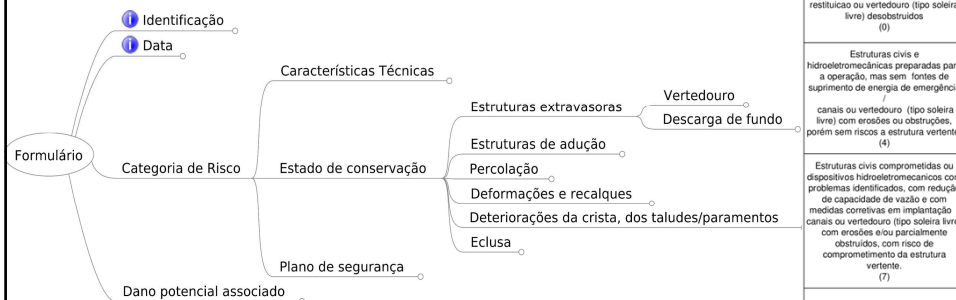 Identificação
Data
Características Técnicas
Vertedouro
Estruturas extravasoras
Descarga de fundo
Estruturas de adução
Formulário
Categoria de Risco
Estado de conservação
Percolação
Deformações e recalques
Deteriorações da crista, dos taludes/paramentos
Eclusa
Plano de segurança
Dano potencial associado
restituicao ou vertedouro (tipo soleira
livre) desobstruídos
(0)
Estruturas civis e
hidroeletromecânicas preparadas par
a operação, mas sem fontes de
suprimento de energia de emergênci
/
canais ou vertedouro (tipo soleira
livre) com erosões ou obstruções,
porém sem riscos a estrutura vertente
(4)
Estruturas civis comprometidas ou
dispositivos hidroeletromecanicos con
problemas identificados, com reduçã
de capacidade de vazão e com
medidas corretivas em implantação
canais ou vertedouro (tipo soleira livre
com erosões e/ou parcialmente
obstruídos, com risco de
comprometimento da estrutura
vertente.
(7)